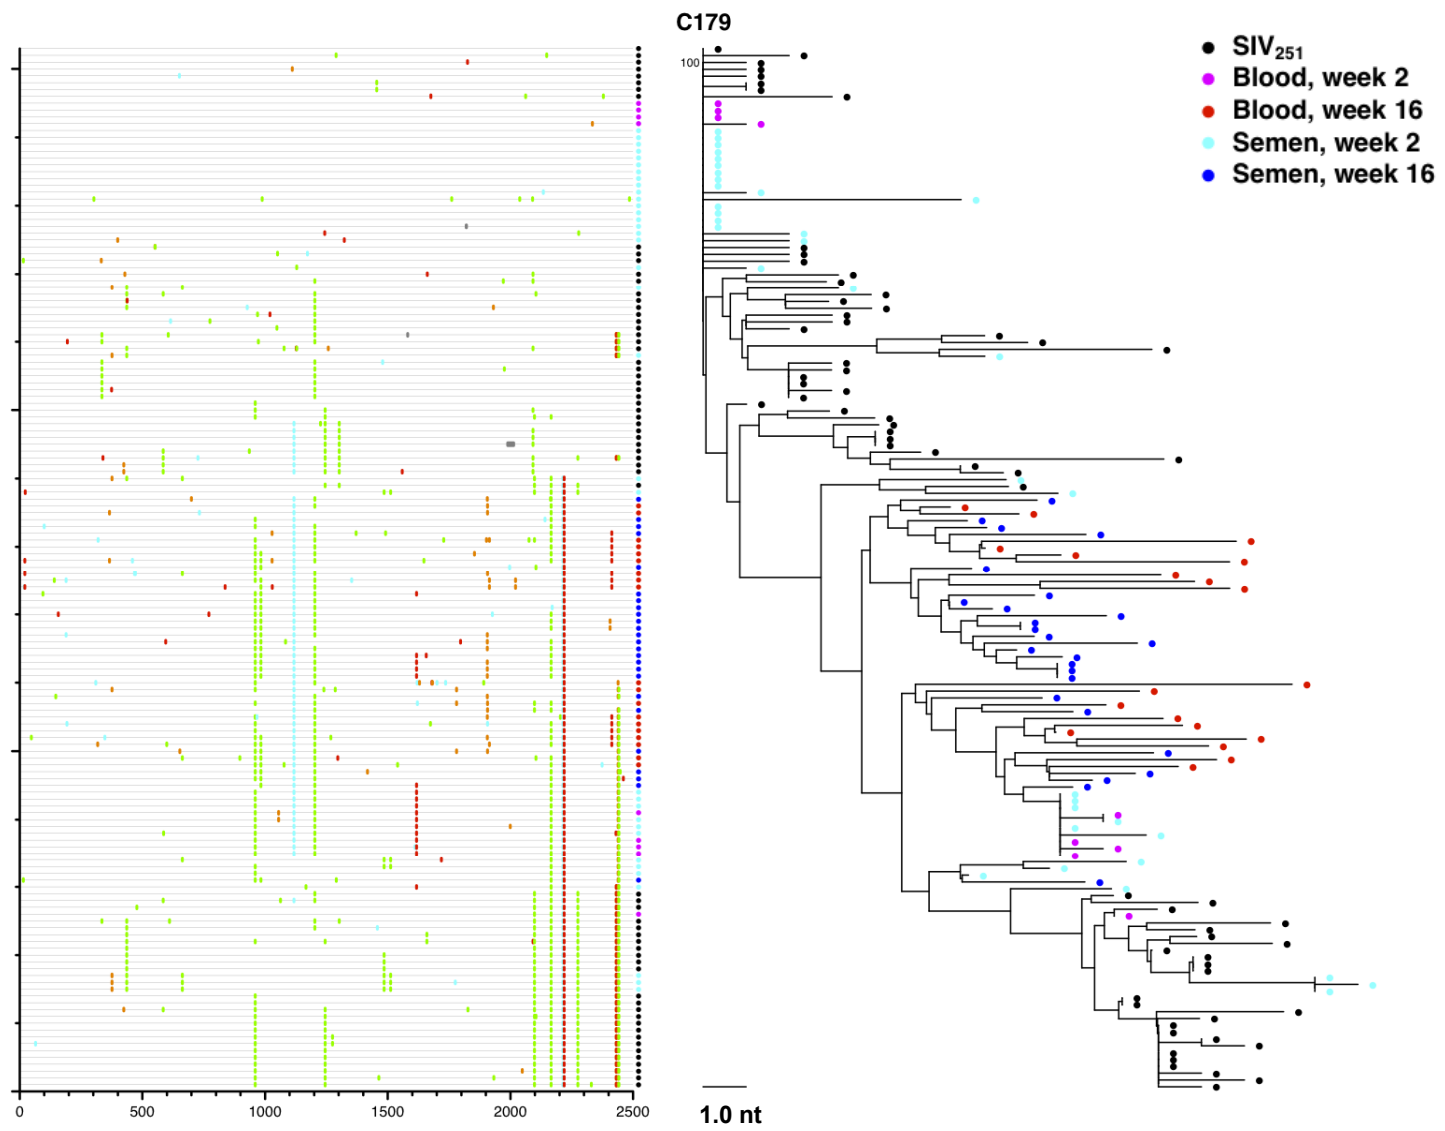 C179
100
SIV251
Blood, week 2
Blood, week 16
Semen, week 2
Semen, week 16
0 500 1000 1500 2000 2500
1.0 nt